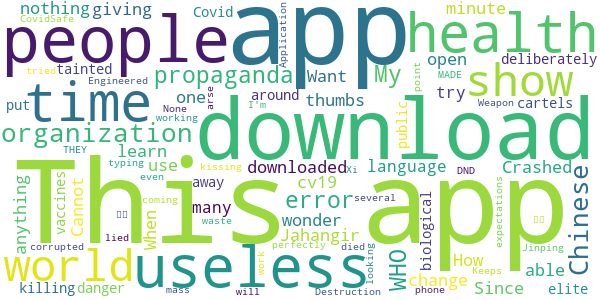 nothing giving Covid minute
CovidSafe
people app health
tainted propaganda Want My open deliberately
tried Engineered Application show
put time one around thumbs try Weapon cartels
None arse I'm point MADE
organization working public
THEY learn download
typing use downloaded language Xi Crashed
even kissing
This app
anything vaccines Cannot away cv19 error DND several
many wonder biological Chinese
When coming waste Jahangir WHO expectations
lied perfectly died looking How Jinping able
world useless change
corrupted work Keeps Since
killing danger mass will Destruction phone elite